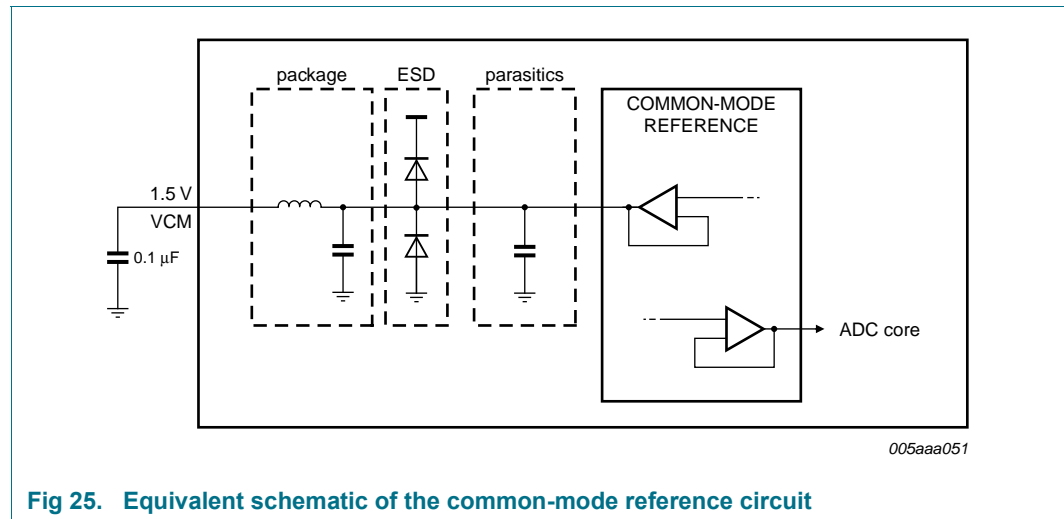 package
ESD
parasitics
COMMON-MODE
REFERENCE
1.5 V
VCM
0.1 μF
ADC core
005aaa051
Fig 25. Equivalent schematic of the common-mode reference circuit